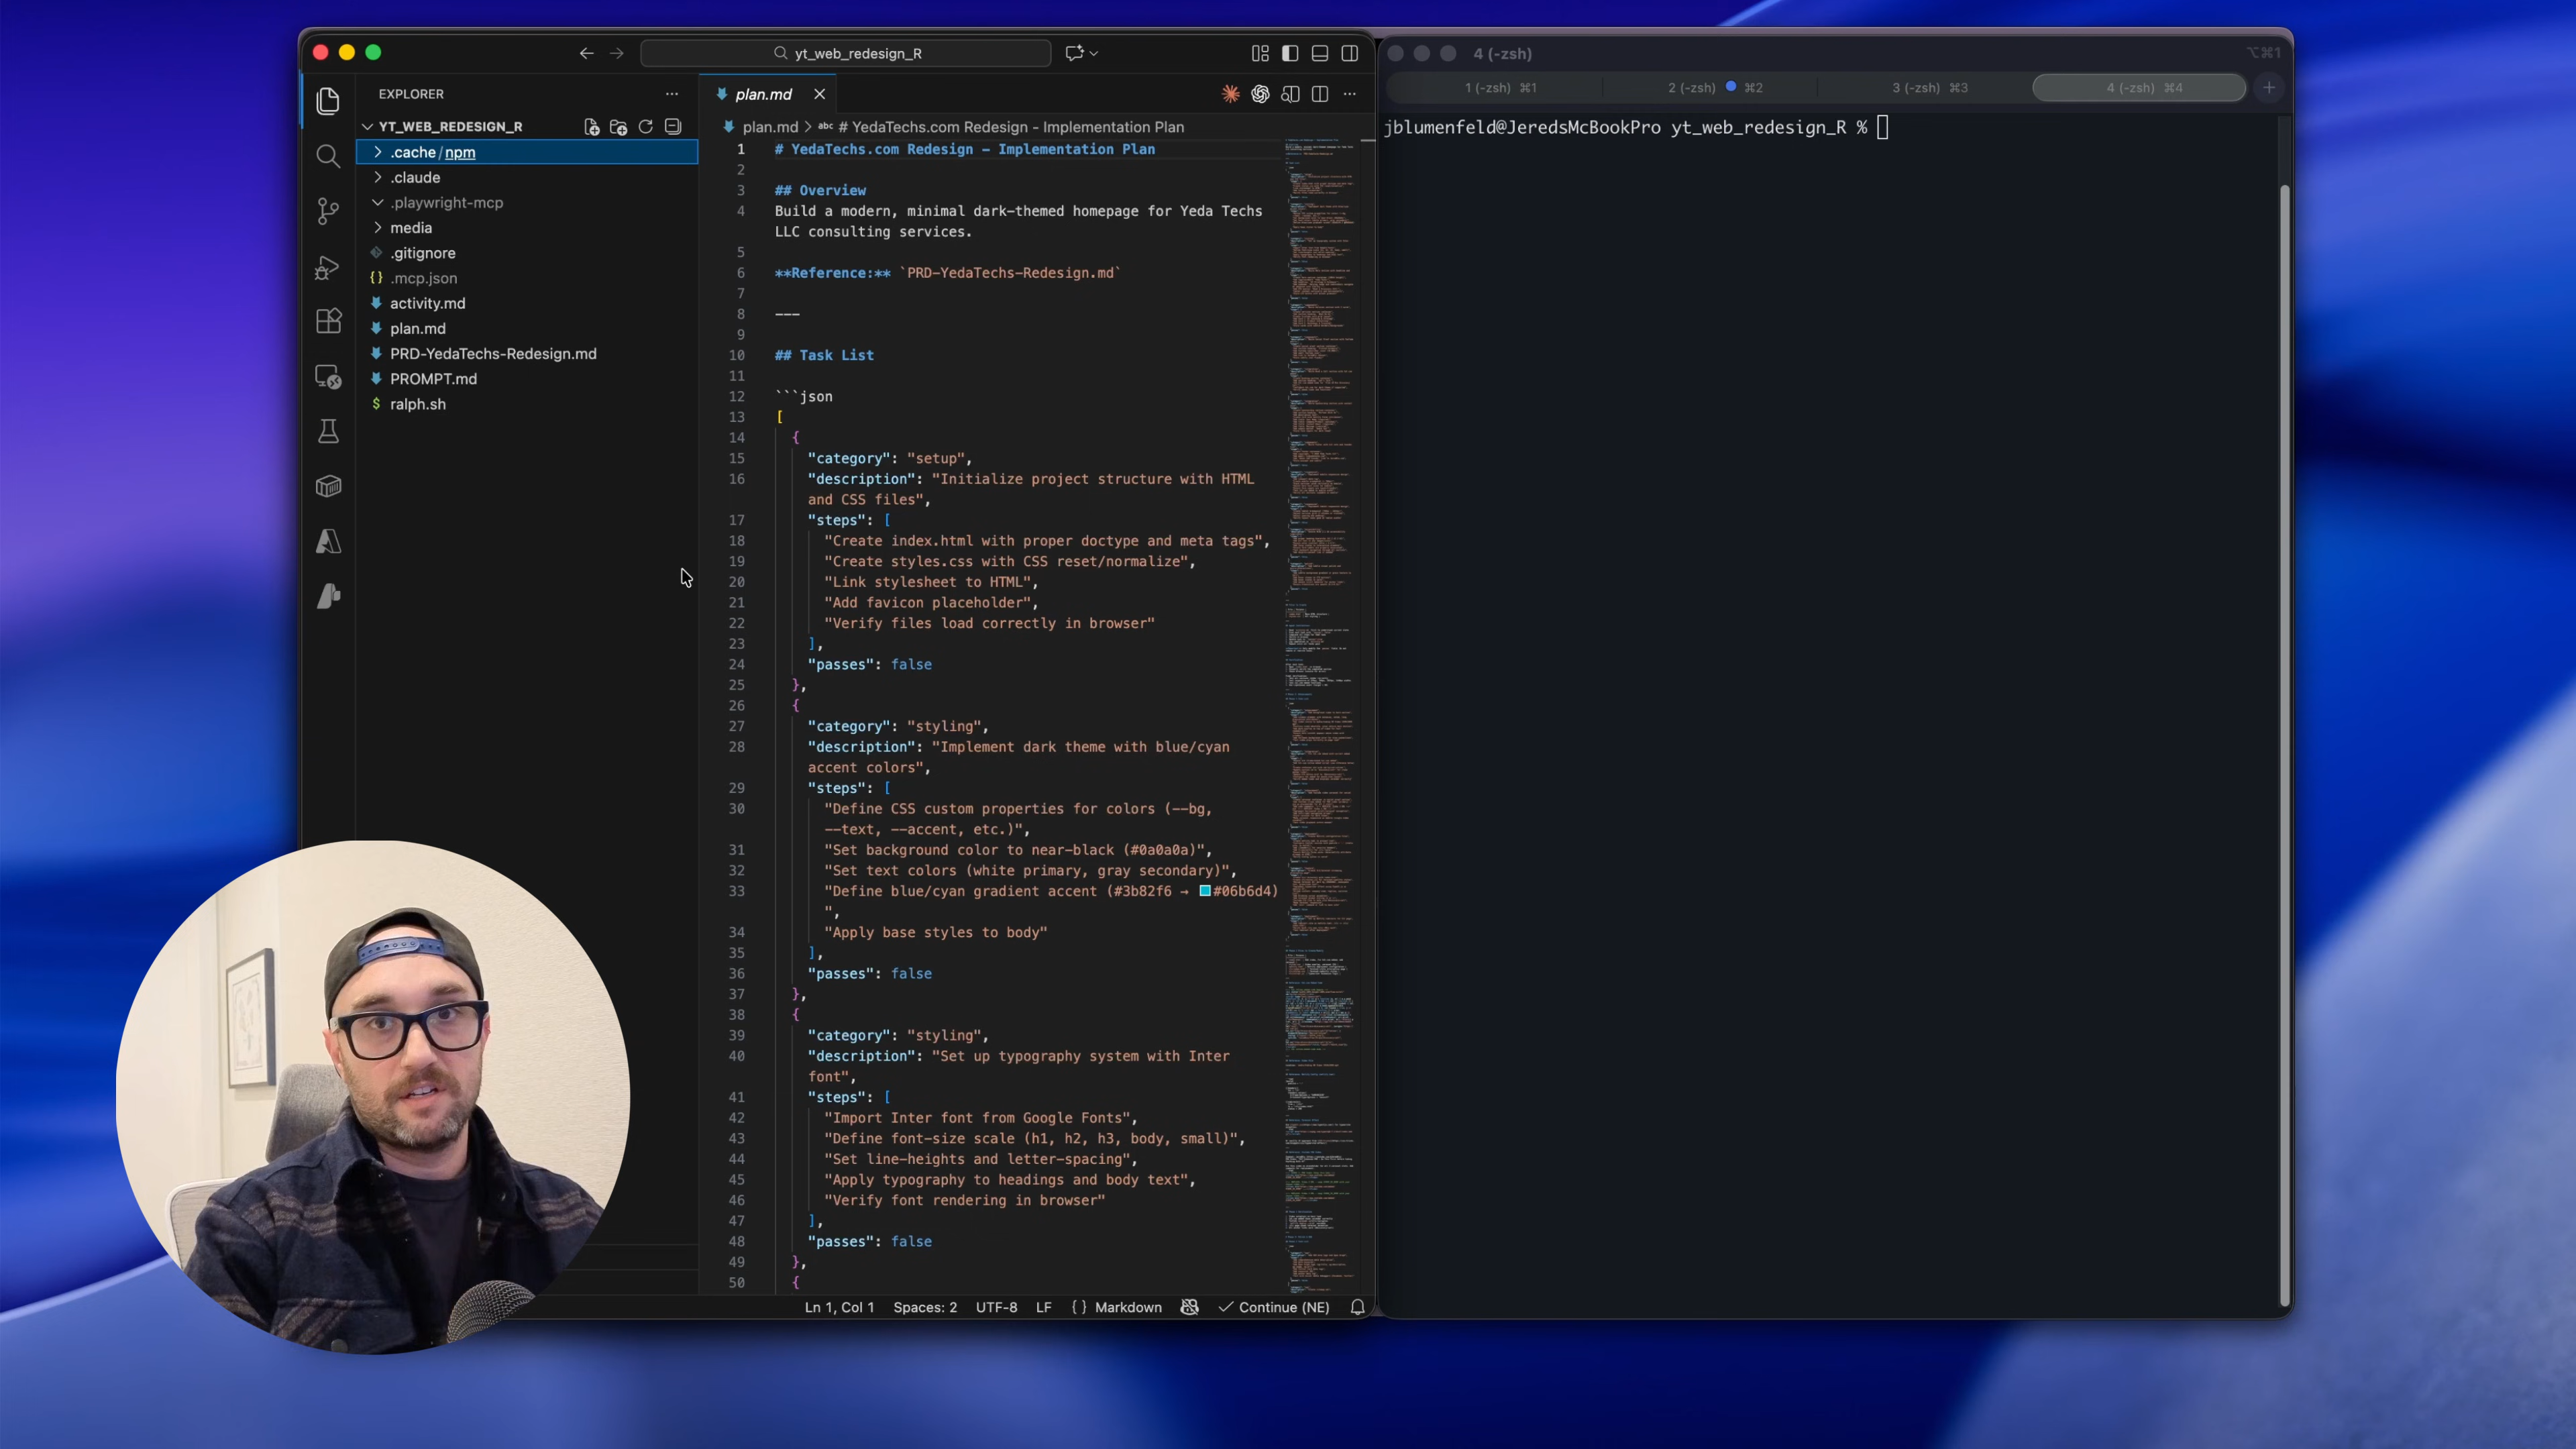 yt_web_redesign_R
EXPLORER
YT_WEB_REDESIGN_R
.cache/npm
.claude
.playwright-mcp
media
.gitignore
{} .mcp.json
activity.md
plan.md
PRD-YedaTechs-Redesign.md
PROMPT.md
$ ralph.sh
plan.md
plan.md > abc # YedaTechs.com Redesign - Implementation Plan
1 # YedaTechs.com Redesign - Implementation Plan
2
3 ## Overview
4 Build a modern, minimal dark-themed homepage for Yeda Techs
LLC consulting services.
5
6 **Reference:** `PRD-YedaTechs-Redesign.md`
7
8 ---
9
10 ## Task List
11
12 ```json
13 [
14 {
15 "category": "setup",
16 "description": "Initialize project structure with HTML
and CSS files",
17 "steps": [
18 "Create index.html with proper doctype and meta tags",
19 "Create styles.css with CSS reset/normalize",
20 "Link stylesheet to HTML",
21 "Add favicon placeholder",
22 "Verify files load correctly in browser"
23 ],
24 "passes": false
25 },
26 {
27 "category": "styling",
28 "description": "Implement dark theme with blue/cyan
accent colors",
29 "steps": [
30 "Define CSS custom properties for colors (--bg,
--text, --accent, etc.)",
31 "Set background color to near-black (#0a0a0a)",
32 "Set text colors (white primary, gray secondary)",
33 "Define blue/cyan gradient accent (#3b82f6 → #06b6d4)
",
34 "Apply base styles to body"
35 ],
36 "passes": false
37 },
38 {
39 "category": "styling",
40 "description": "Set up typography system with Inter
font",
41 "steps": [
42 "Import Inter font from Google Fonts",
43 "Define font-size scale (h1, h2, h3, body, small)",
44 "Set line-heights and letter-spacing",
45 "Apply typography to headings and body text",
46 "Verify font rendering in browser"
47 ],
48 "passes": false
49 },
50 {
Ln 1, Col 1 Spaces: 2 UTF-8 LF {} Markdown Continue (NE)
4 (-zsh) ⌥⌘1
1 (-zsh) ⌘1 2 (-zsh) ⌘2 3 (-zsh) ⌘3 4 (-zsh) ⌘4
jblumenfeld@JeredsMcBookPro yt_web_redesign_R %